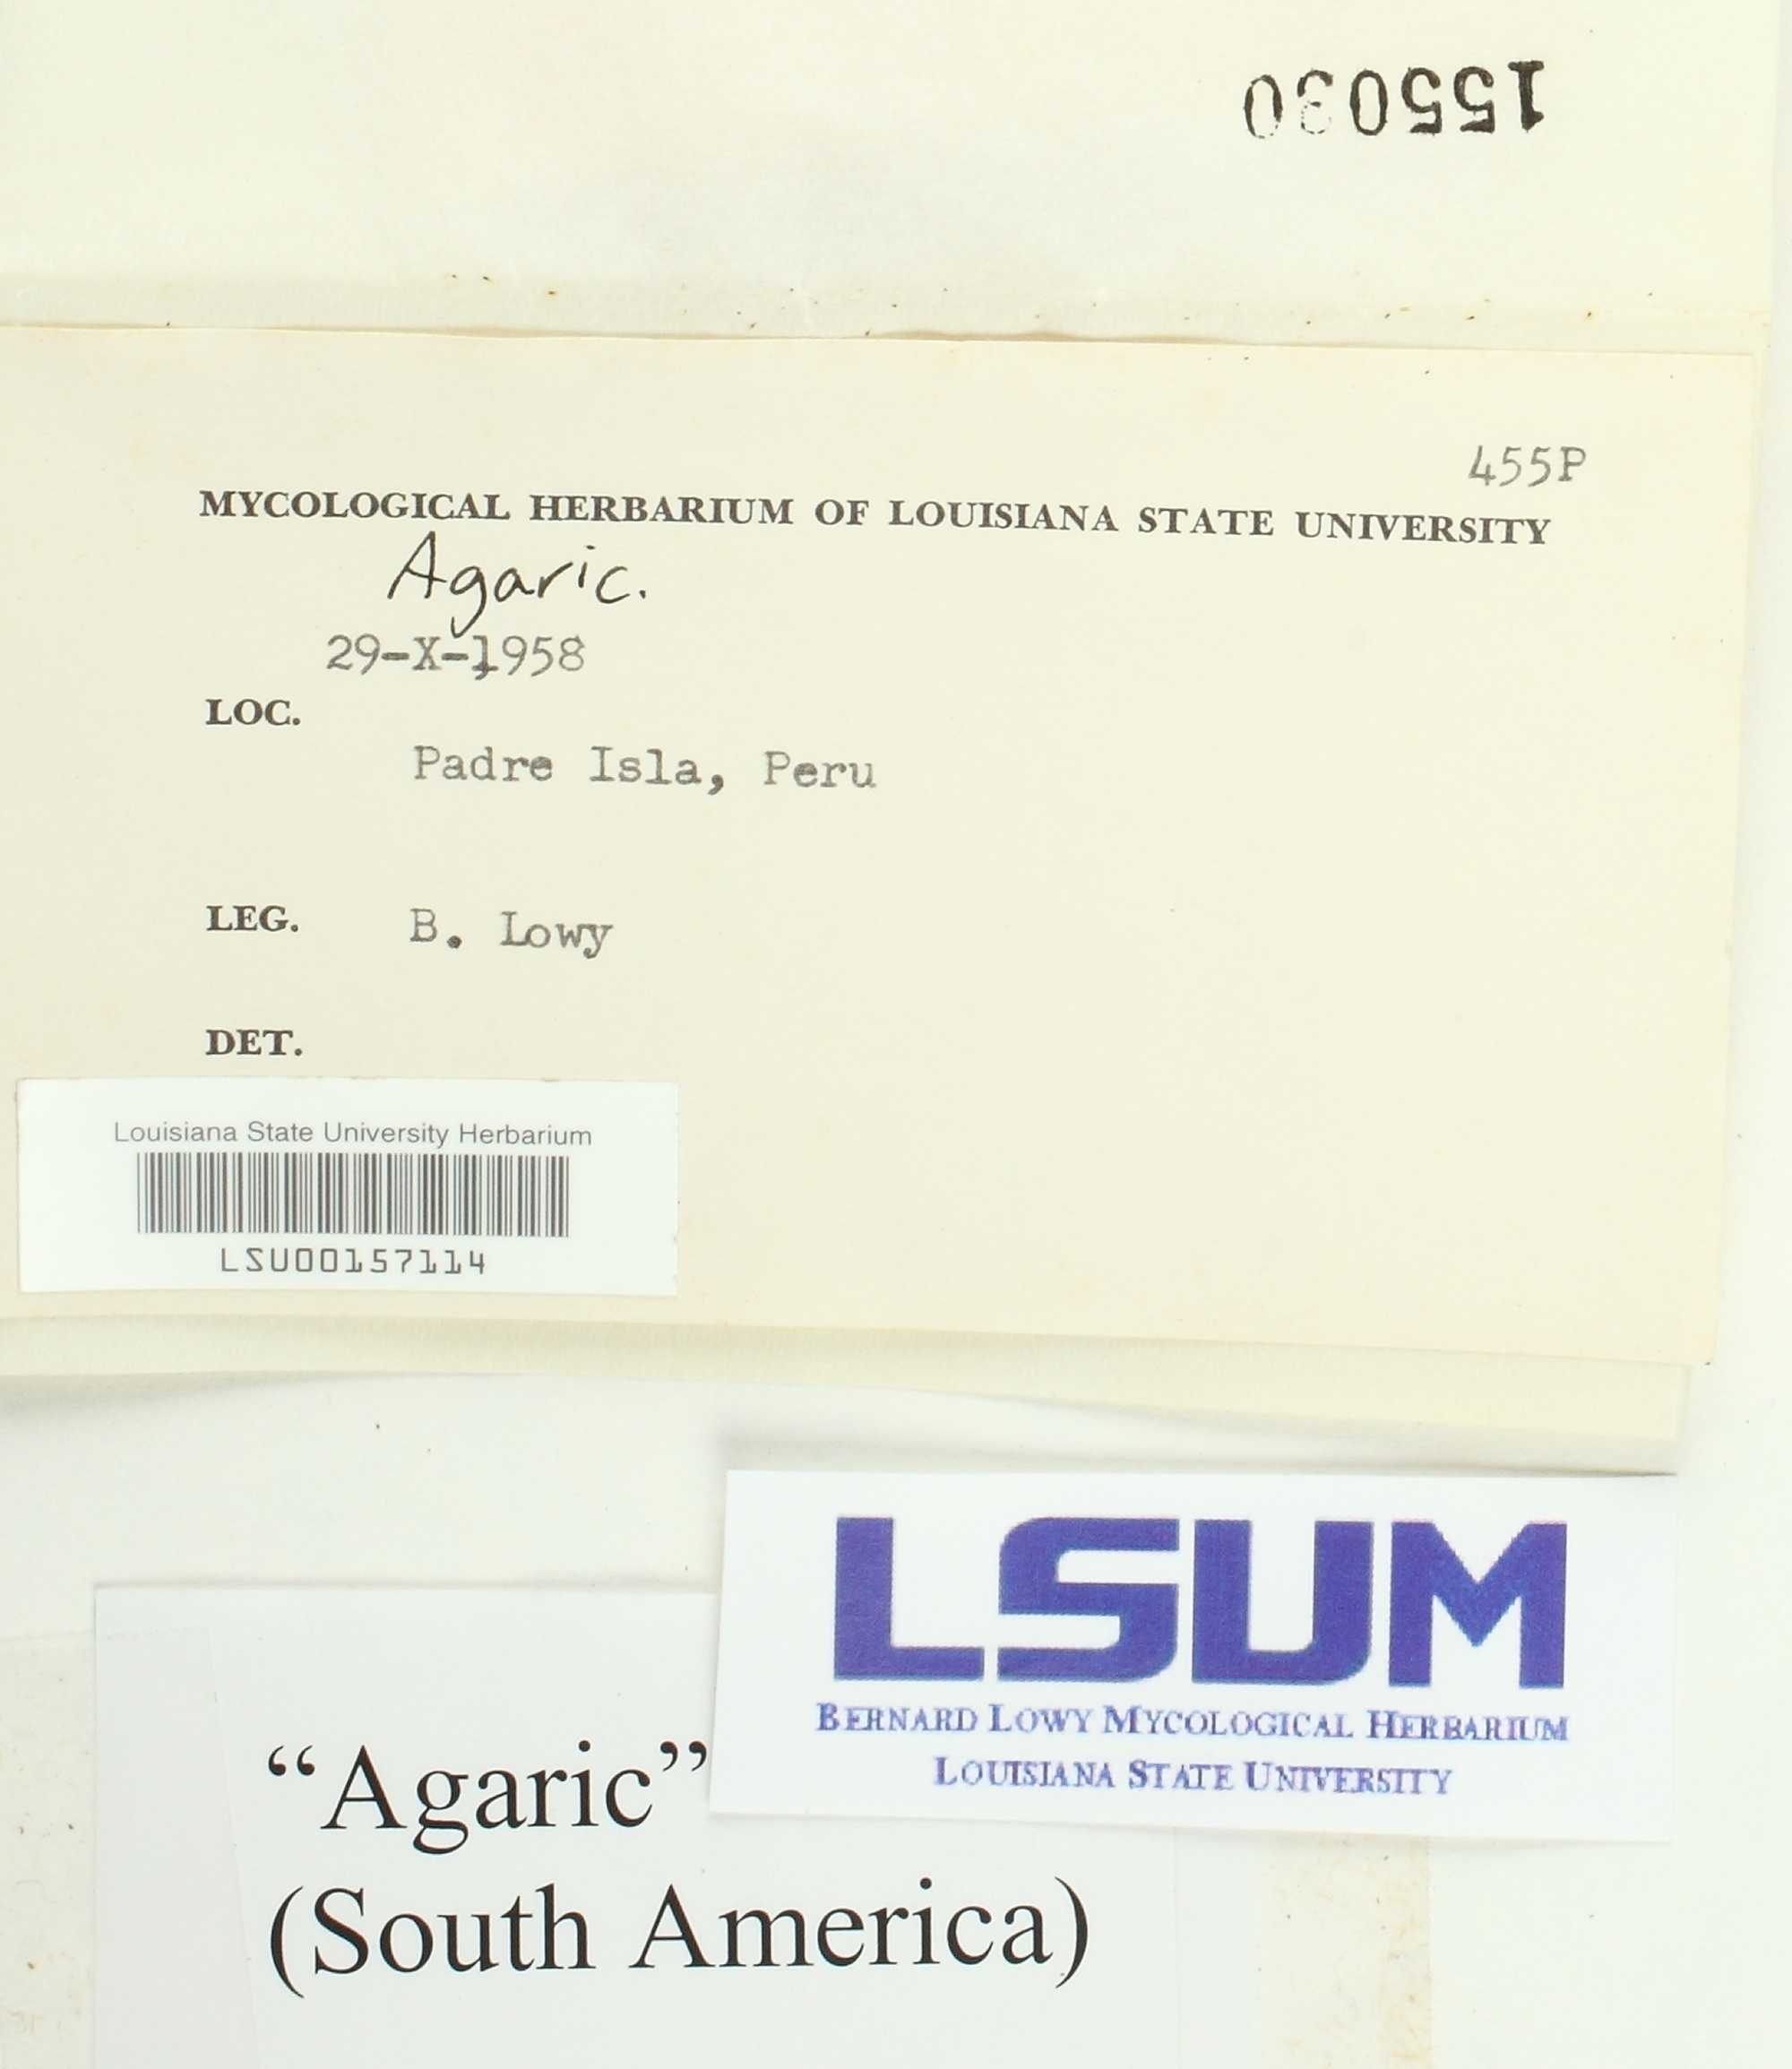 155030
455P
MYCOLOGICAL HERBARIUM OF LOUISIANA STATE UNIVERSITY
Agaric.
29-X-1958
LOC.
Padre Isla, Peru
LEG. B. Lowy
DET.
Louisiana State University Herbarium
LSU00157114
LSUM
BERNARD LOWY MYCOLOGICAL HERBARIUM
LOUISIANA STATE UNIVERSITY
“Agaric”
(South America)